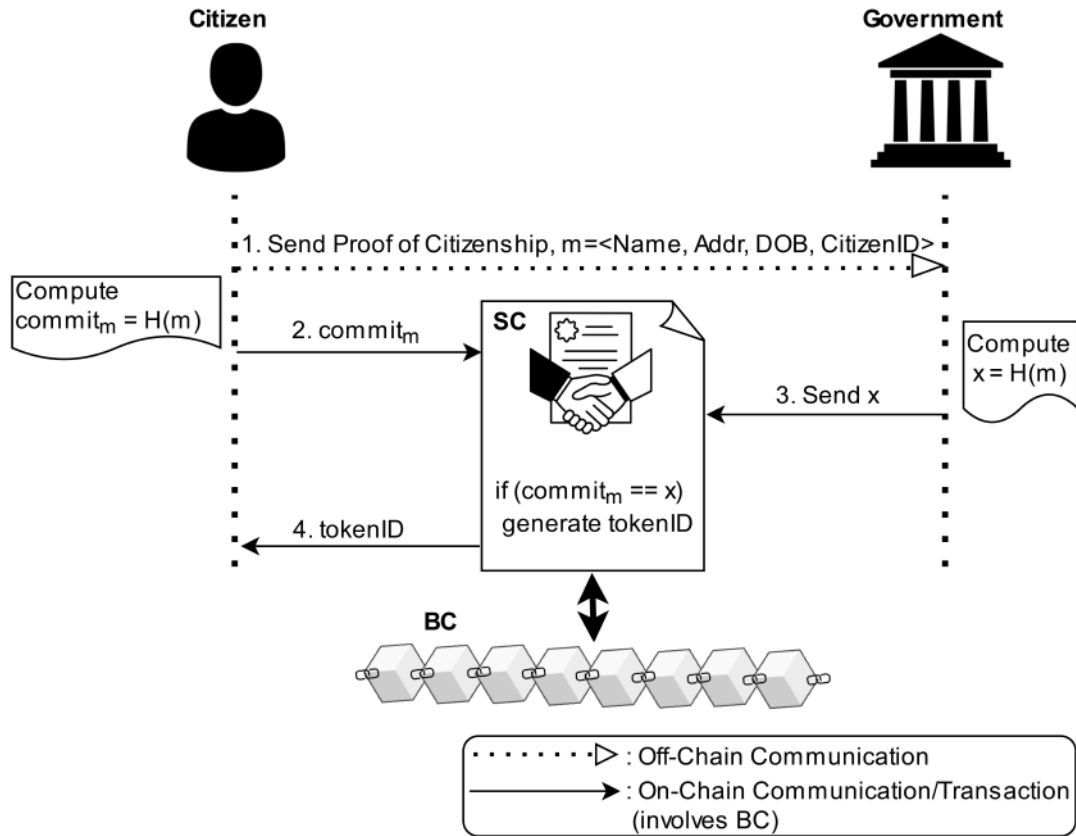 Citizen
Government
1. Send Proof of Citizenship, m=<Name, Addr, DOB, CitizenID>
Compute
commitₘ = H(m)
2. commitₘ
SC
Compute
x = H(m)
3. Send x
if (commitₘ == x)
generate tokenID
4. tokenID
BC
: Off-Chain Communication
: On-Chain Communication/Transaction
(involves BC)